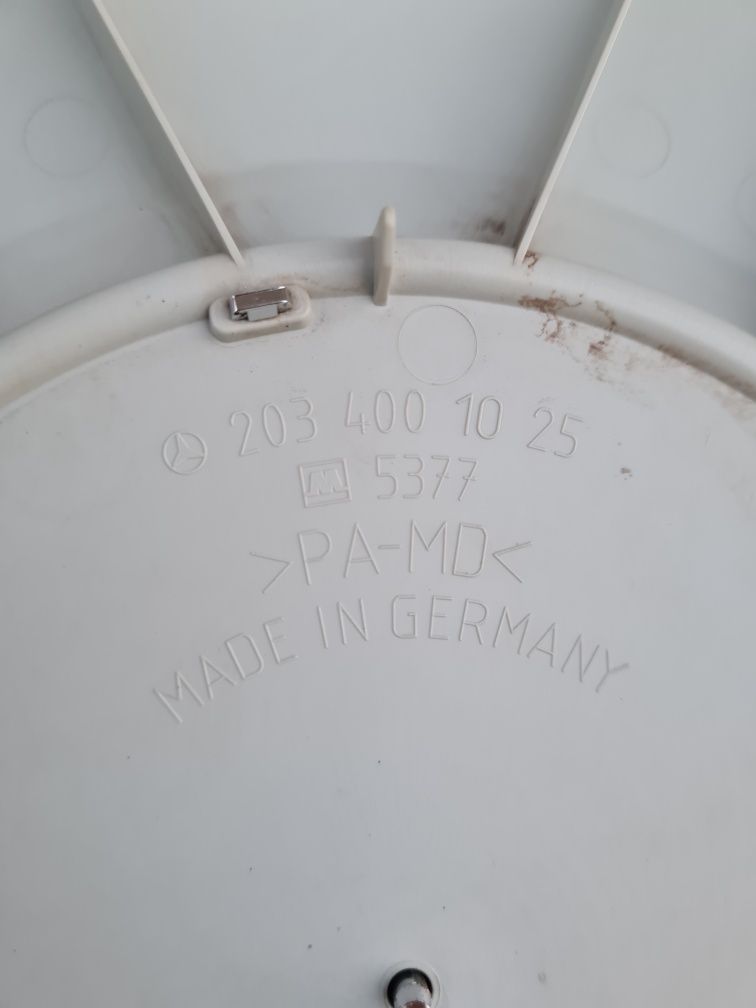 203 400 10 25
M 5377
>PA-MD<
MADE IN GERMANY